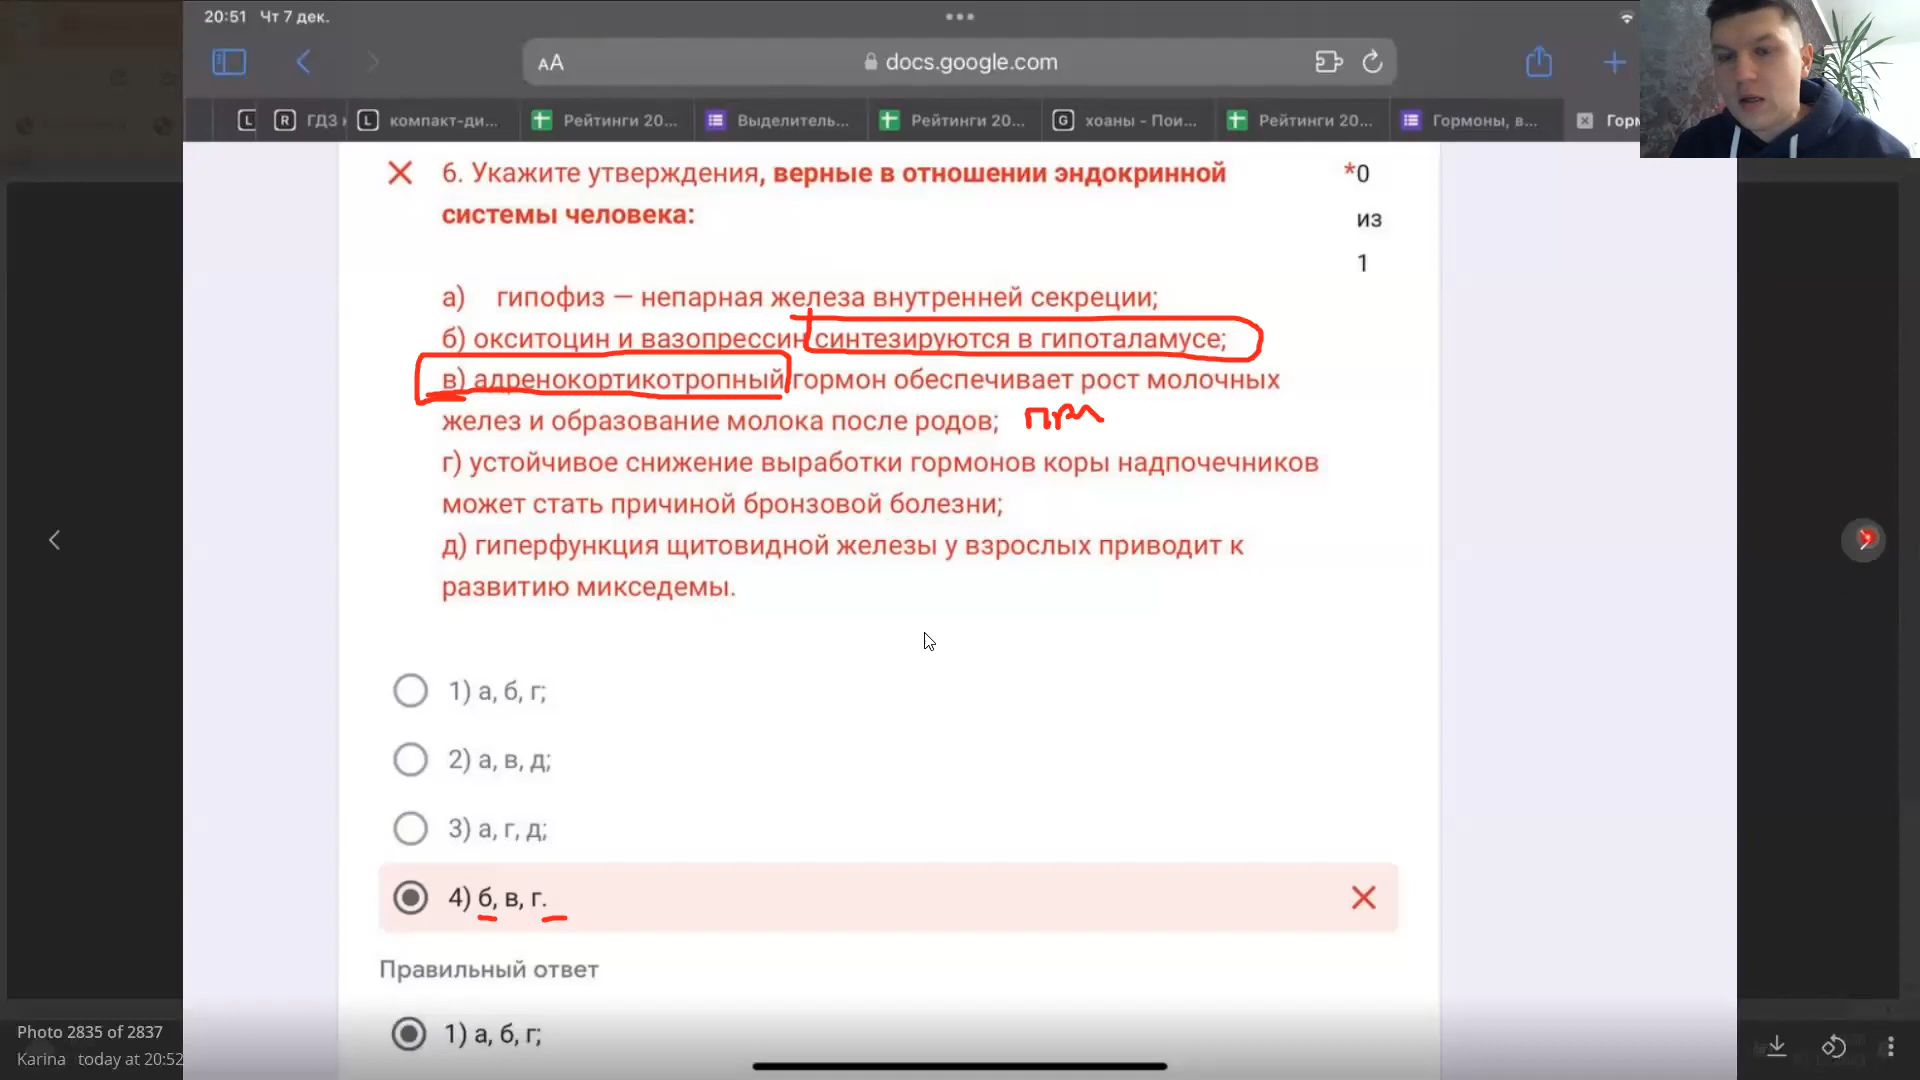 20:51 Чт 7 дек.
AA docs.google.com
L R ГДЗ L компакт-ди... Рейтинги 20... Выделитель... Рейтинги 20... G хоаны - Пои... Рейтинги 20... Гормоны, в... Горм
6. Укажите утверждения, верные в отношении эндокринной *0
системы человека: из
1
а) гипофиз — непарная железа внутренней секреции;
б) окситоцин и вазопрессин синтезируются в гипоталамусе;
в) адренокортикотропный гормон обеспечивает рост молочных
желез и образование молока после родов;
г) устойчивое снижение выработки гормонов коры надпочечников
может стать причиной бронзовой болезни;
д) гиперфункция щитовидной железы у взрослых приводит к
развитию микседемы.
1) а, б, г;
2) а, в, д;
3) а, г, д;
4) б, в, г.
Правильный ответ
1) а, б, г;
Photo 2835 of 2837
Karina today at 20:52